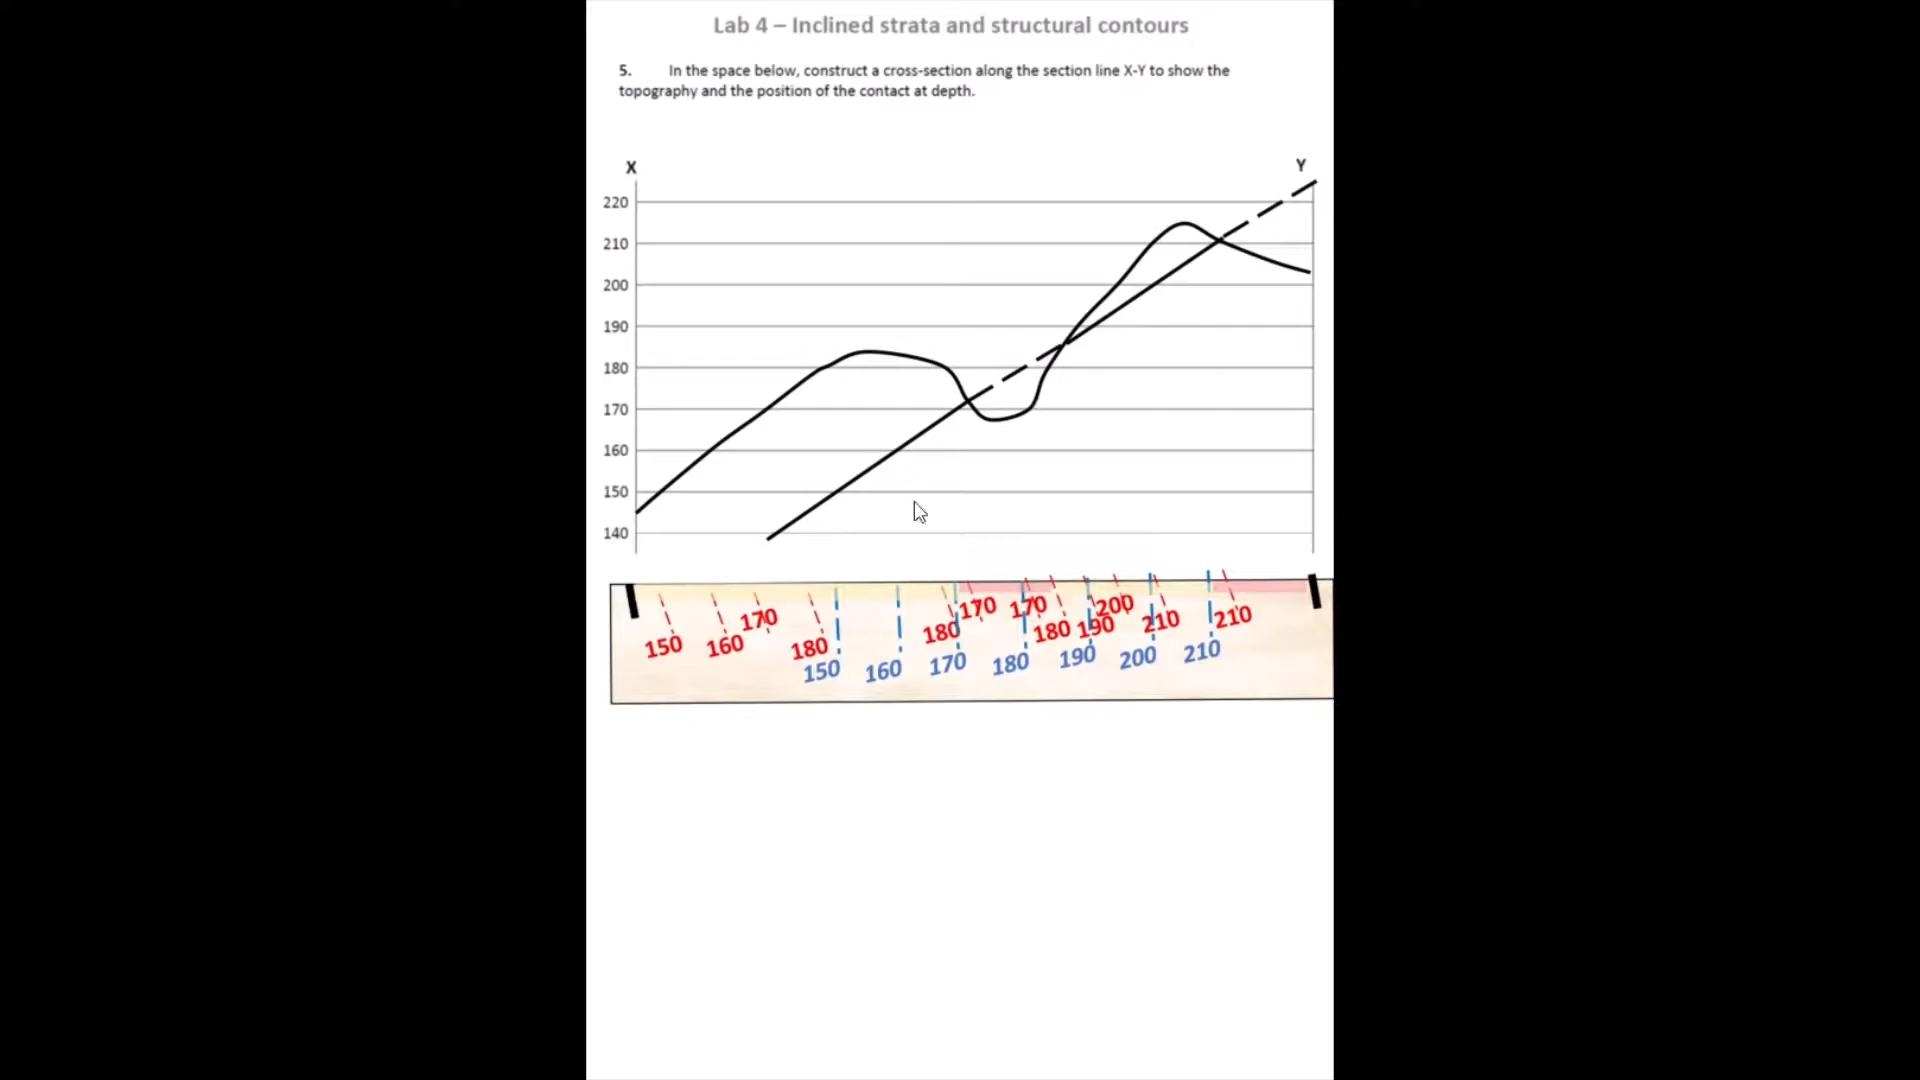 Lab 4 – Inclined strata and structural contours
5. In the space below, construct a cross-section along the section line X-Y to show the
topography and the position of the contact at depth.
X Y
220
210
200
190
180
170
160
150
140
150 160 170 180 180 170 170 180 190 200 210 210
150 160 170 180 190 200 210